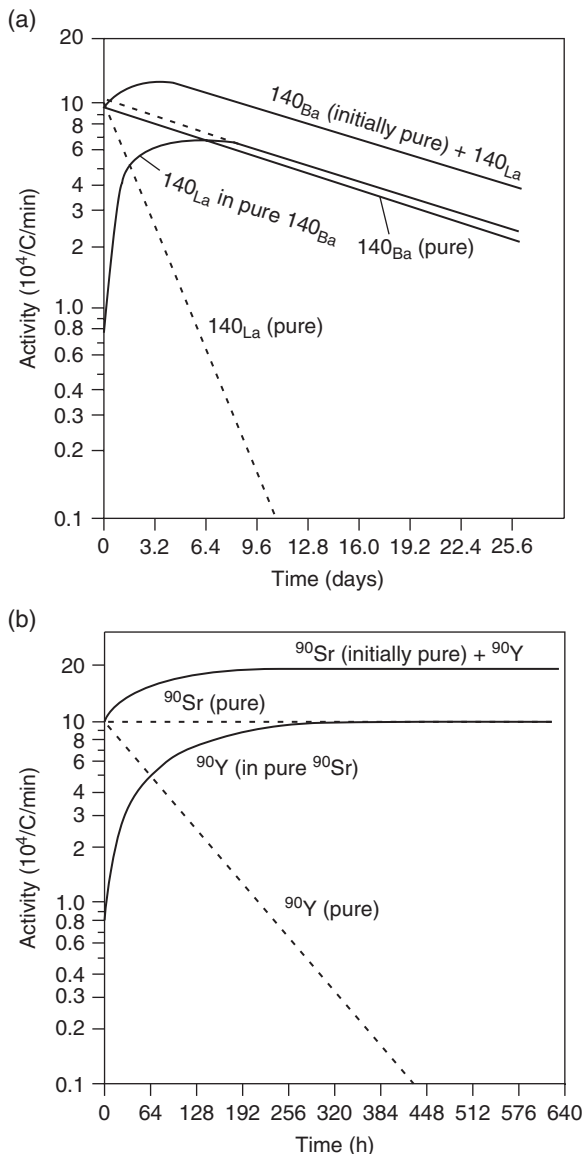 (a)
20
10
8
6
4
2
1.0
0.8
0.6
0.4
0.3
0.2
0.1
Activity (10⁴/C/min)
140Ba (initially pure) + 140La
140La in pure 140Ba
140Ba (pure)
140La (pure)
0 3.2 6.4 9.6 12.8 16.0 19.2 22.4 25.6
Time (days)
(b)
20
10
8
6
4
3
2
1.0
0.8
0.6
0.4
0.3
0.2
0.1
Activity (10⁴/C/min)
⁹⁰Sr (initially pure) + ⁹⁰Y
⁹⁰Sr (pure)
⁹⁰Y (in pure ⁹⁰Sr)
⁹⁰Y (pure)
0 64 128 192 256 320 384 448 512 576 640
Time (h)